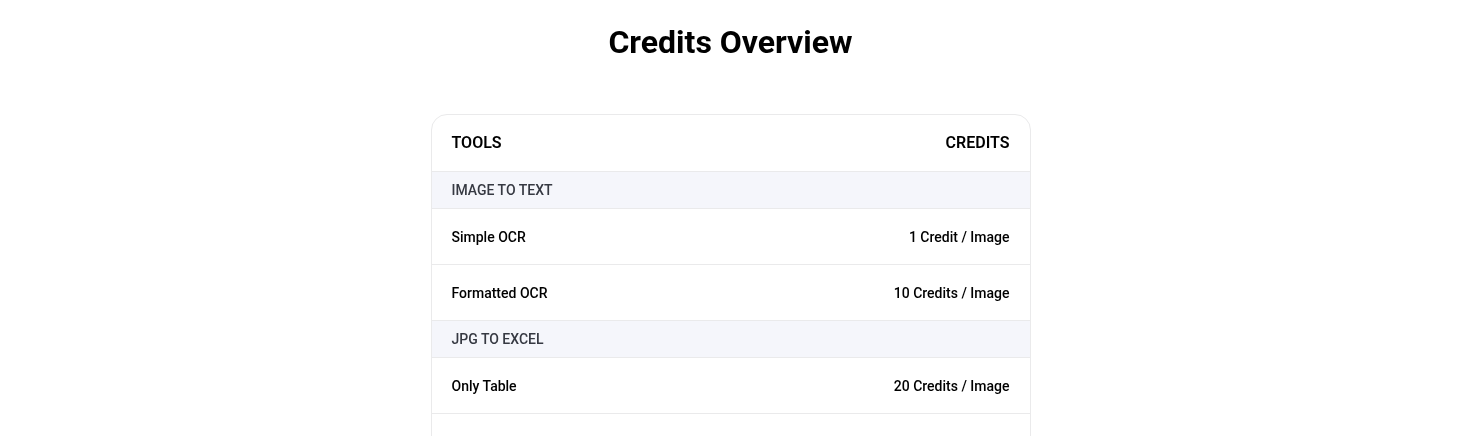 Credits Overview
TOOLS CREDITS
IMAGE TO TEXT
Simple OCR 1 Credit / Image
Formatted OCR 10 Credits / Image
JPG TO EXCEL
Only Table 20 Credits / Image